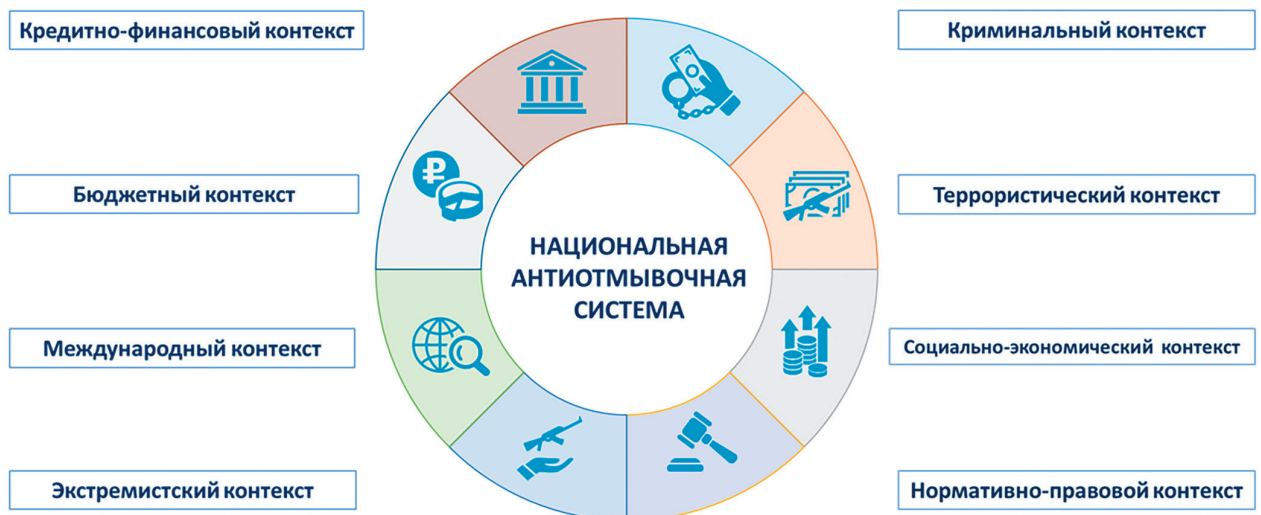 Кредитно-финансовый контекст
Криминальный контекст
Бюджетный контекст
Террористический контекст
НАЦИОНАЛЬНАЯ
АНТИОТМЫВОЧНАЯ
СИСТЕМА
Международный контекст
Социально-экономический контекст
Экстремистский контекст
Нормативно-правовой контекст